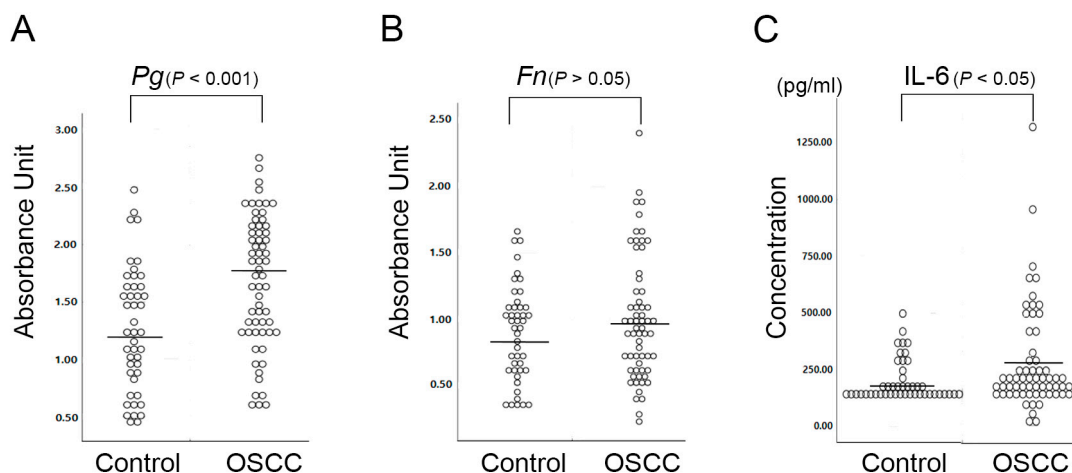 A
Pg(P < 0.001)
Absorbance Unit
3.00
2.50
2.00
1.50
1.00
0.50
Control
OSCC
B
Fn(P > 0.05)
Absorbance Unit
2.50
2.00
1.50
1.00
0.50
Control
OSCC
C
(pg/ml)
IL-6 (P < 0.05)
Concentration
1250.00
1000.00
750.00
500.00
250.00
0.00
Control
OSCC